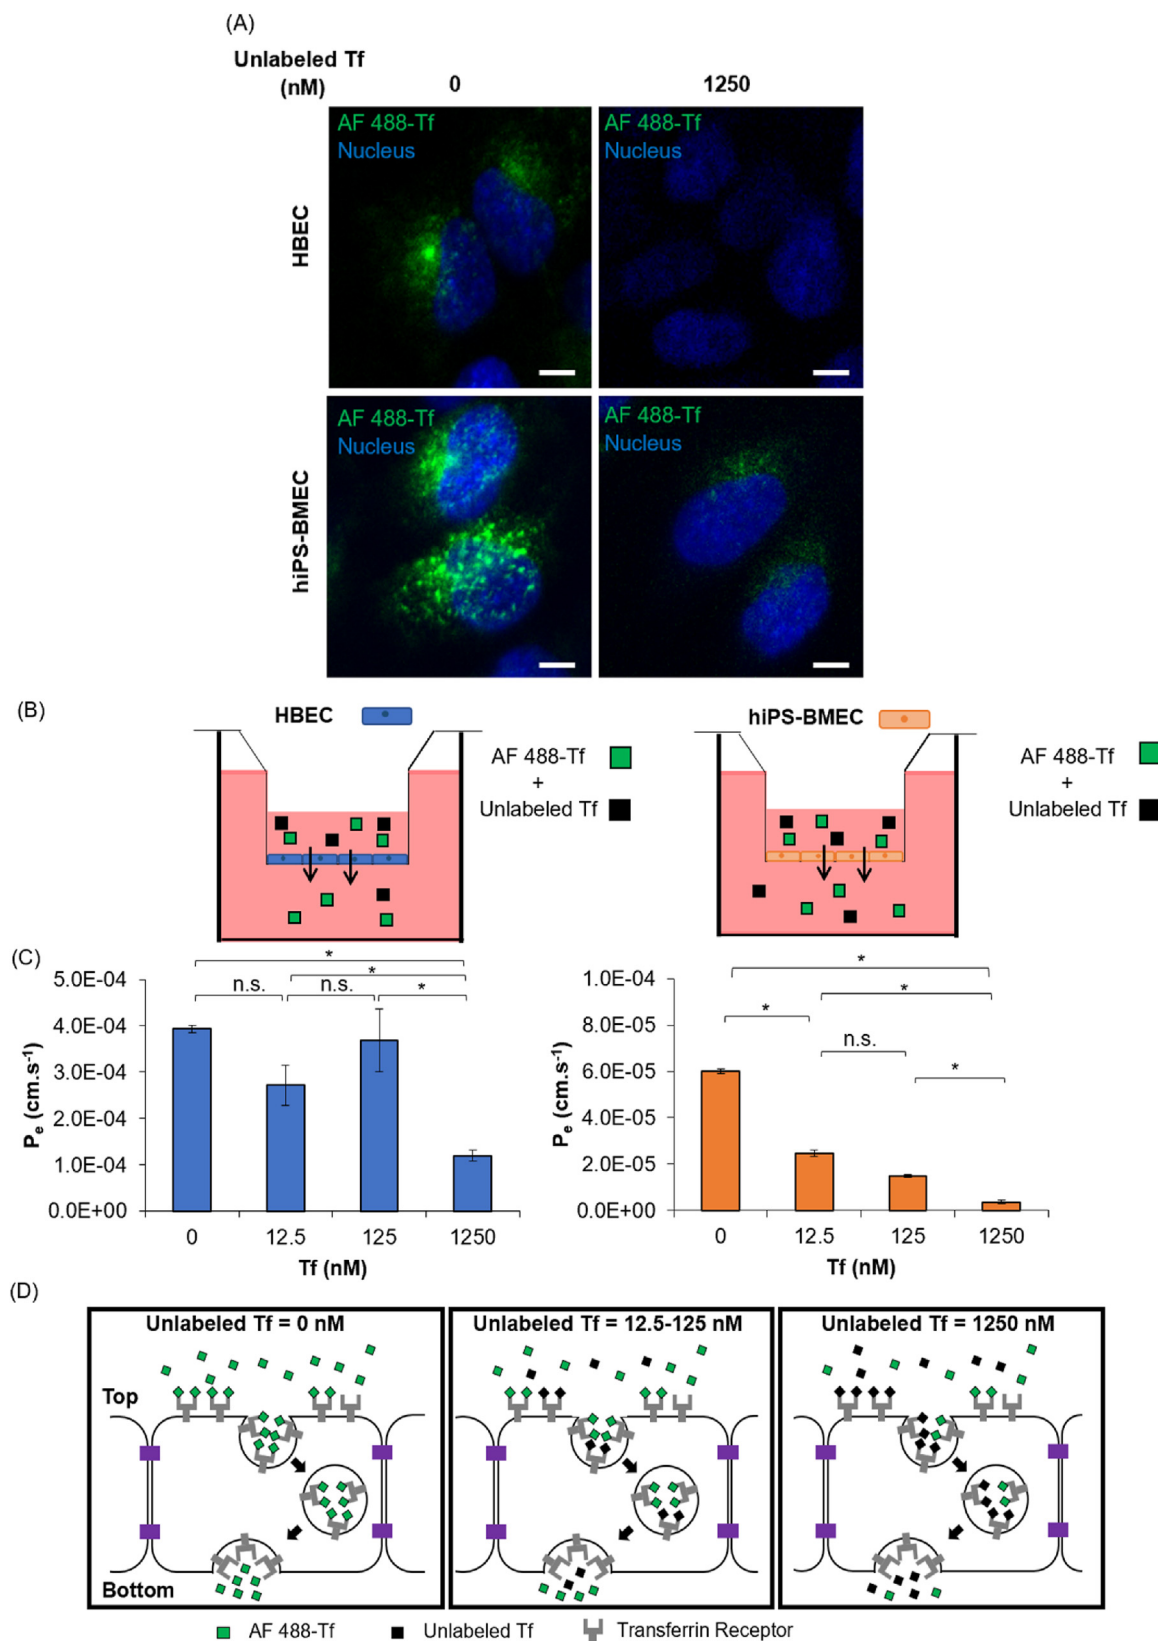 (A)
Unlabeled Tf
(nM)
0
1250
HBEC
AF 488-Tf
Nucleus
AF 488-Tf
Nucleus
hiPS-BMEC
AF 488-Tf
Nucleus
AF 488-Tf
Nucleus
(B)
HBEC
AF 488-Tf
+
Unlabeled Tf
hiPS-BMEC
AF 488-Tf
+
Unlabeled Tf
(C)
Pe (cm.s-1)
5.0E-04
4.0E-04
3.0E-04
2.0E-04
1.0E-04
0.0E+00
*
*
n.s.
n.s.
*
0
12.5
125
1250
Tf (nM)
Pe (cm.s-1)
1.0E-04
8.0E-05
6.0E-05
4.0E-05
2.0E-05
0.0E+00
*
*
*
n.s.
*
0
12.5
125
1250
Tf (nM)
(D)
Unlabeled Tf = 0 nM
Unlabeled Tf = 12.5-125 nM
Unlabeled Tf = 1250 nM
Top
Bottom
AF 488-Tf
Unlabeled Tf
Transferrin Receptor